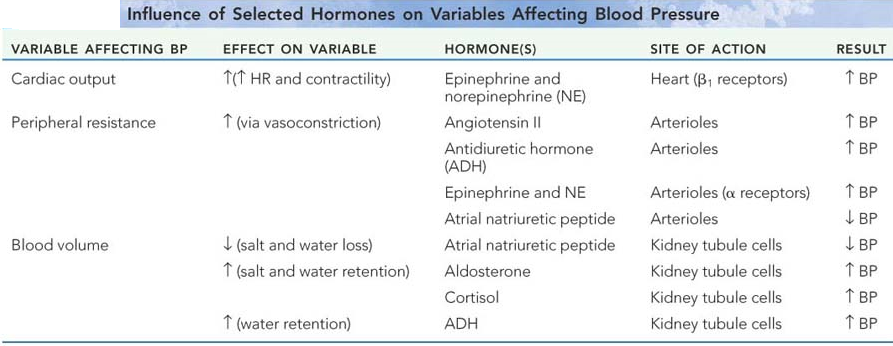 Influence of Selected Hormones on Variables Affecting Blood Pressure
VARIABLE AFFECTING BP EFFECT ON VARIABLE HORMONE(S) SITE OF ACTION RESULT
Cardiac output ↑(↑ HR and contractility) Epinephrine and Heart (β₁ receptors) ↑ BP
norepinephrine (NE)
Peripheral resistance ↑ (via vasoconstriction) Angiotensin II Arterioles ↑ BP
Antidiuretic hormone Arterioles ↑ BP
(ADH)
Epinephrine and NE Arterioles (α receptors) ↑ BP
Atrial natriuretic peptide Arterioles ↓ BP
Blood volume ↓ (salt and water loss) Atrial natriuretic peptide Kidney tubule cells ↓ BP
↑ (salt and water retention) Aldosterone Kidney tubule cells ↑ BP
Cortisol Kidney tubule cells ↑ BP
↑ (water retention) ADH Kidney tubule cells ↑ BP